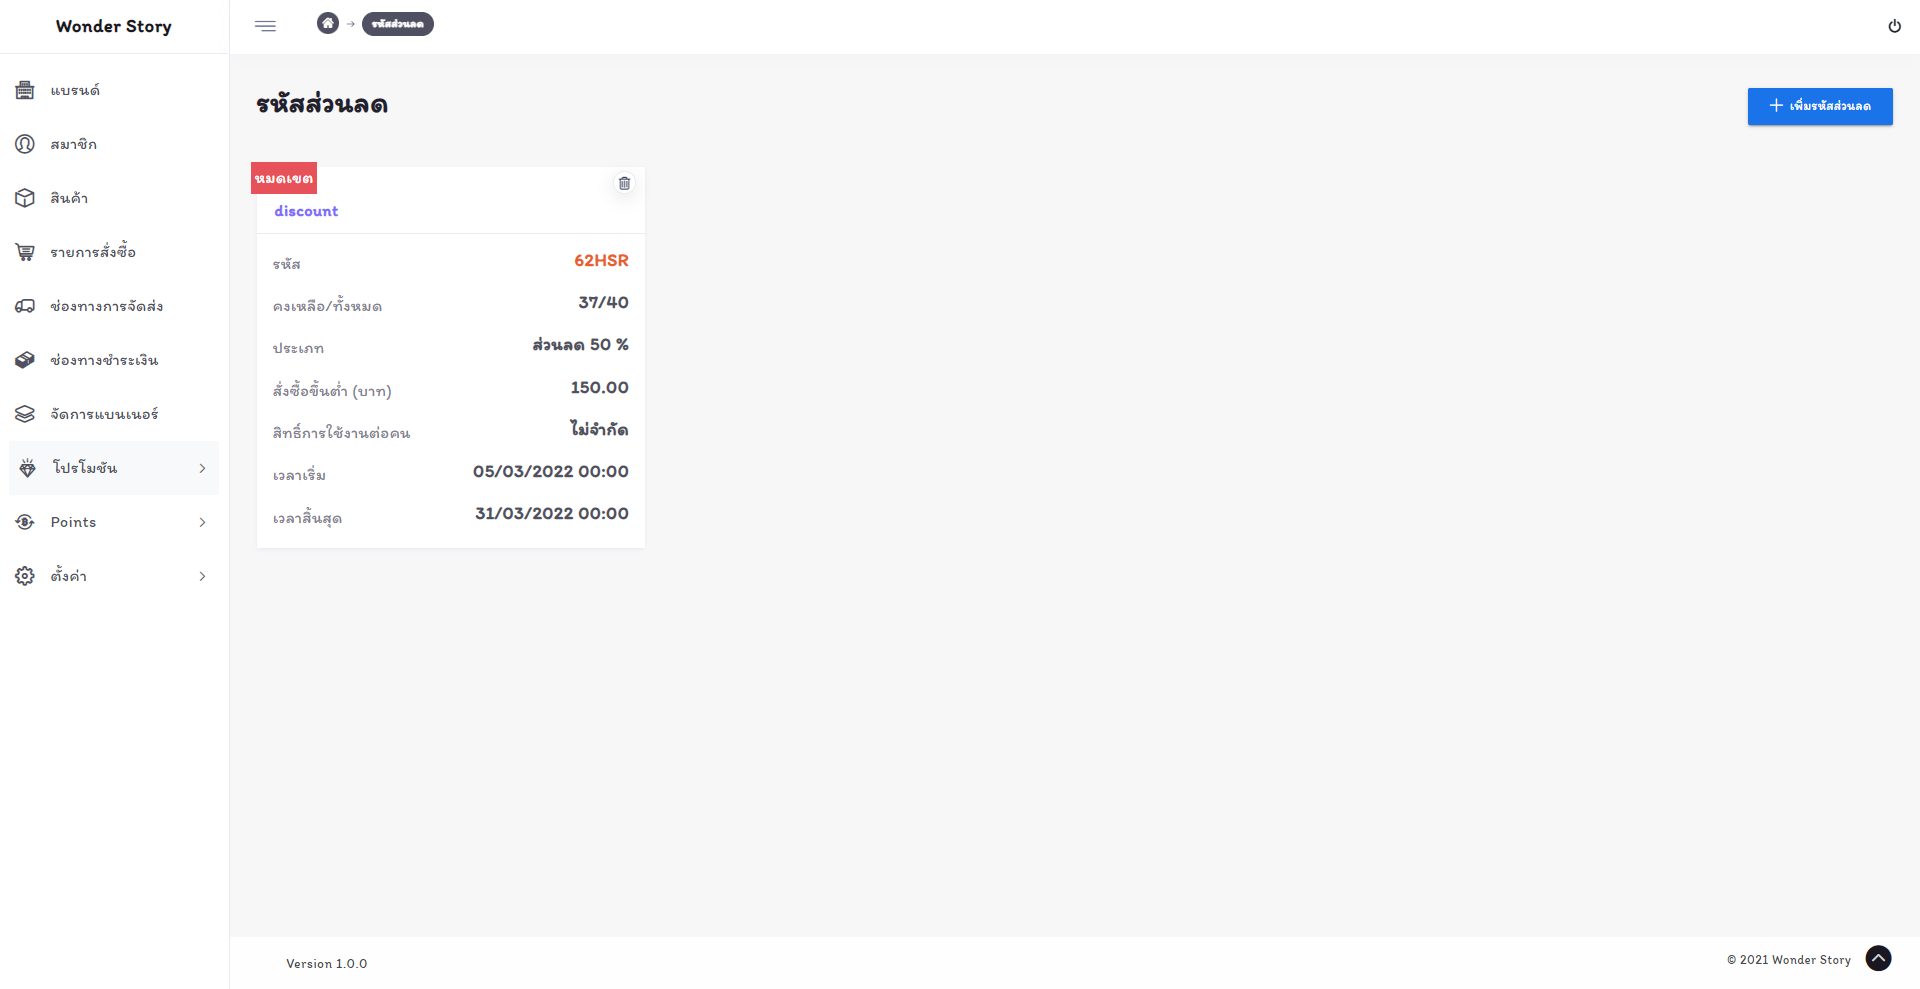 Wonder Story
รหัสส่วนลด
แบรนด์
สมาชิก
สินค้า
รายการสั่งซื้อ
ช่องทางการจัดส่ง
ช่องทางชำระเงิน
จัดการแบนเนอร์
โปรโมชัน
Points
ตั้งค่า
รหัสส่วนลด
เพิ่มรหัสส่วนลด
หมดเขต
discount
รหัส 62HSR
คงเหลือ/ทั้งหมด 37/40
ประเภท ส่วนลด 50 %
สั่งซื้อขึ้นต่ำ (บาท) 150.00
สิทธิ์การใช้งานต่อคน ไม่จำกัด
เวลาเริ่ม 05/03/2022 00:00
เวลาสิ้นสุด 31/03/2022 00:00
Version 1.0.0
© 2021 Wonder Story